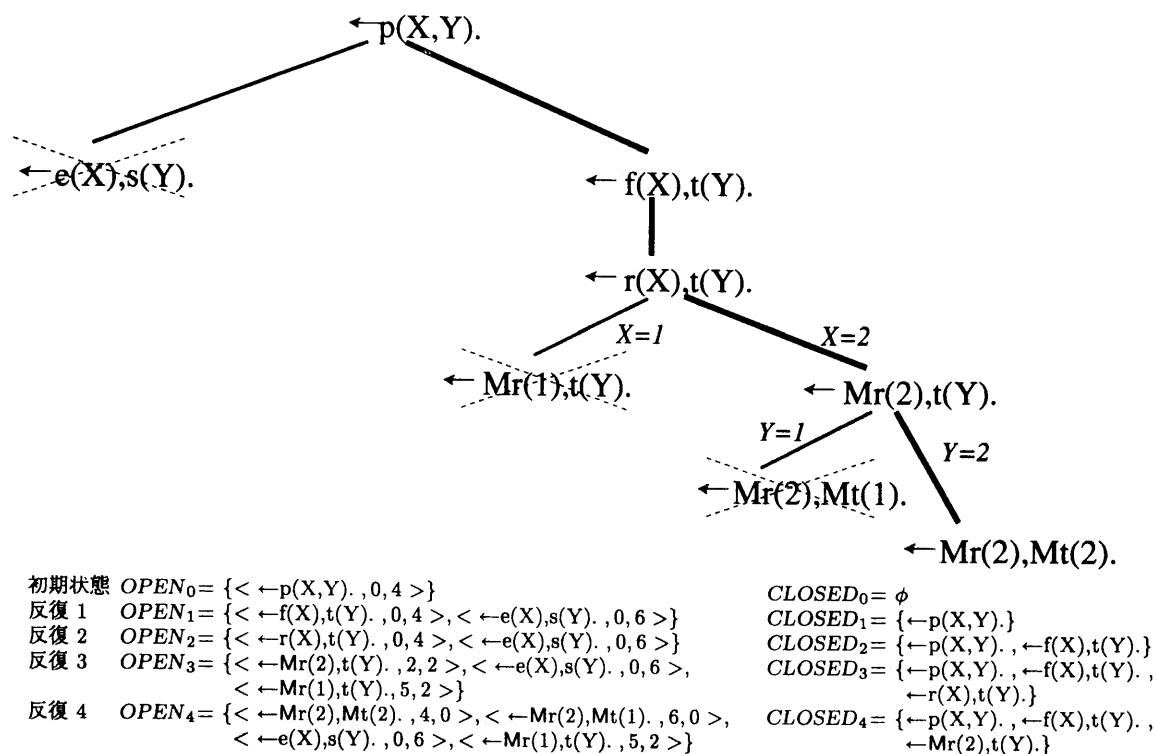 ←p(X,Y).
←e(X),s(Y).
←f(X),t(Y).
←r(X),t(Y).
X=1
X=2
←Mr(1),t(Y).
←Mr(2),t(Y).
Y=1
Y=2
←Mr(2),Mt(1).
←Mr(2),Mt(2).
初期状態 OPEN₀= {< ←p(X,Y). ,0,4 >} CLOSED₀= φ
反復 1 OPEN₁= {< ←f(X),t(Y). ,0,4 >,< ←e(X),s(Y). ,0,6 >} CLOSED₁= {←p(X,Y).}
反復 2 OPEN₂= {< ←r(X),t(Y). ,0,4 >,< ←e(X),s(Y). ,0,6 >} CLOSED₂= {←p(X,Y). ,←f(X),t(Y).}
反復 3 OPEN₃= {< ←Mr(2),t(Y). ,2,2 >,< ←e(X),s(Y). ,0,6 >, CLOSED₃= {←p(X,Y). ,←f(X),t(Y). ,
< ←Mr(1),t(Y).,5,2 >} ←r(X),t(Y).}
反復 4 OPEN₄= {< ←Mr(2),Mt(2). ,4,0 >,< ←Mr(2),Mt(1). ,6,0 >, CLOSED₄= {←p(X,Y). ,←f(X),t(Y). ,
< ←e(X),s(Y). ,0,6 >,< ←Mr(1),t(Y).,5,2 >} ←Mr(2),t(Y).}